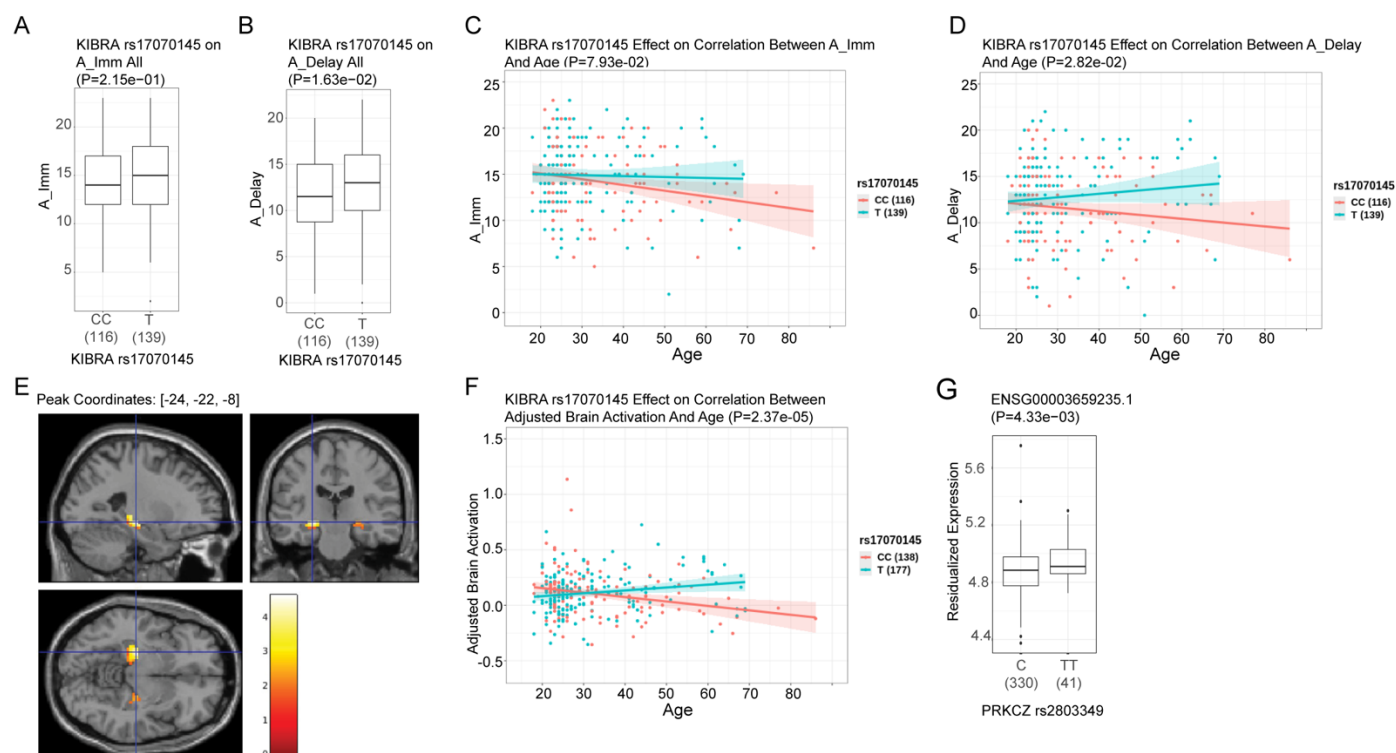 A
KIBRA rs17070145 on
A_Imm All
(P=2.15e−01)
A_Imm
20
15
10
5
CC
(116)
T
(139)
KIBRA rs17070145
B
KIBRA rs17070145 on
A_Delay All
(P=1.63e−02)
A_Delay
20
15
10
5
0
CC
(116)
T
(139)
KIBRA rs17070145
C
KIBRA rs17070145 Effect on Correlation Between A_Imm
And Age (P=7.93e-02)
A_Imm
25
20
15
10
5
0
20 30 40 50 60 70 80
Age
rs17070145
CC (116)
T (139)
D
KIBRA rs17070145 Effect on Correlation Between A_Delay
And Age (P=2.82e-02)
A_Delay
25
20
15
10
5
0
20 30 40 50 60 70 80
Age
rs17070145
CC (116)
T (139)
E
Peak Coordinates: [-24, -22, -8]
4
3
2
1
0
F
KIBRA rs17070145 Effect on Correlation Between
Adjusted Brain Activation And Age (P=2.37e-05)
Adjusted Brain Activation
1.5
1.0
0.5
0.0
-0.5
20 30 40 50 60 70 80
Age
rs17070145
CC (138)
T (177)
G
ENSG00003659235.1
(P=4.33e−03)
Residualized Expression
5.6
5.2
4.8
4.4
C
(330)
TT
(41)
PRKCZ rs2803349